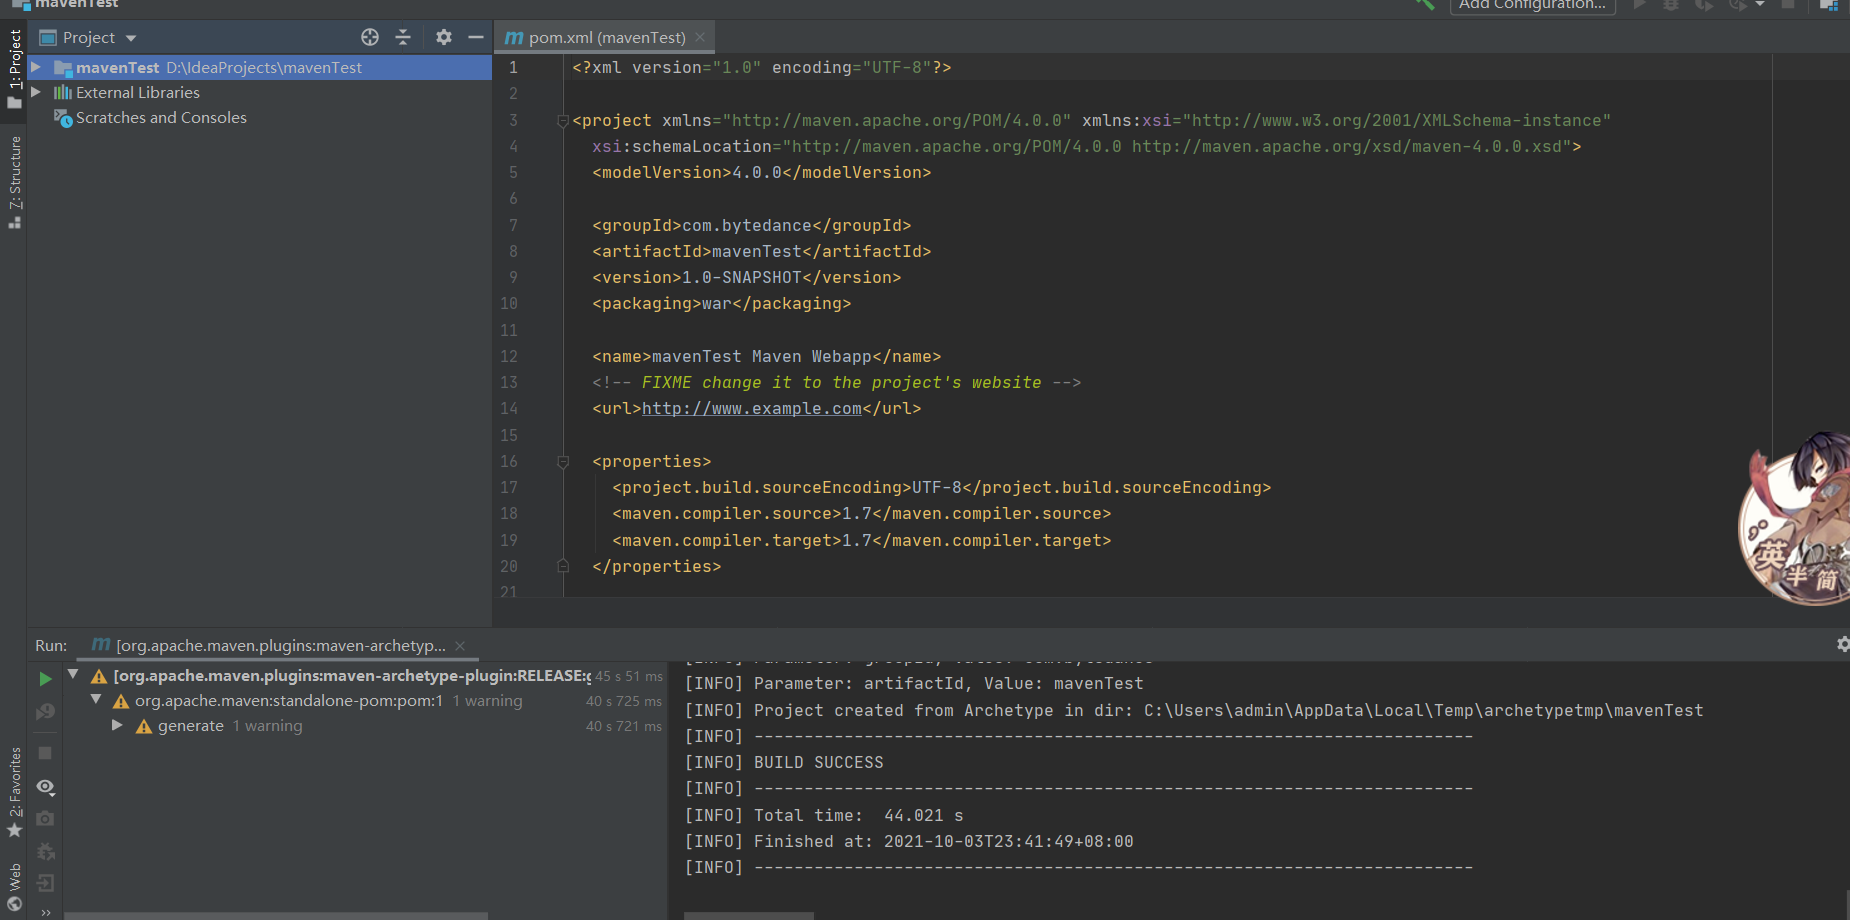 mavenTest
Add Configuration...
1: Project
Z: Structure
2: Favorites
Web
Project
mavenTest D:\IdeaProjects\mavenTest
External Libraries
Scratches and Consoles
pom.xml (mavenTest)
1 <?xml version="1.0" encoding="UTF-8"?>
2
3 <project xmlns="http://maven.apache.org/POM/4.0.0" xmlns:xsi="http://www.w3.org/2001/XMLSchema-instance"
4 xsi:schemaLocation="http://maven.apache.org/POM/4.0.0 http://maven.apache.org/xsd/maven-4.0.0.xsd">
5 <modelVersion>4.0.0</modelVersion>
6
7 <groupId>com.bytedance</groupId>
8 <artifactId>mavenTest</artifactId>
9 <version>1.0-SNAPSHOT</version>
10 <packaging>war</packaging>
11
12 <name>mavenTest Maven Webapp</name>
13 <!-- FIXME change it to the project's website -->
14 <url>http://www.example.com</url>
15
16 <properties>
17 <project.build.sourceEncoding>UTF-8</project.build.sourceEncoding>
18 <maven.compiler.source>1.7</maven.compiler.source>
19 <maven.compiler.target>1.7</maven.compiler.target>
20 </properties>
21
英
半 简
Run: [org.apache.maven.plugins:maven-archetyp...
[org.apache.maven.plugins:maven-archetype-plugin:RELEASE: 45 s 51 ms
org.apache.maven:standalone-pom:pom:1 1 warning 40 s 725 ms
generate 1 warning 40 s 721 ms
[INFO] Parameter: groupId, Value: com.bytedance
[INFO] Parameter: artifactId, Value: mavenTest
[INFO] Project created from Archetype in dir: C:\Users\admin\AppData\Local\Temp\archetypetmp\mavenTest
[INFO] ------------------------------------------------------------------------
[INFO] BUILD SUCCESS
[INFO] ------------------------------------------------------------------------
[INFO] Total time:  44.021 s
[INFO] Finished at: 2021-10-03T23:41:49+08:00
[INFO] ------------------------------------------------------------------------